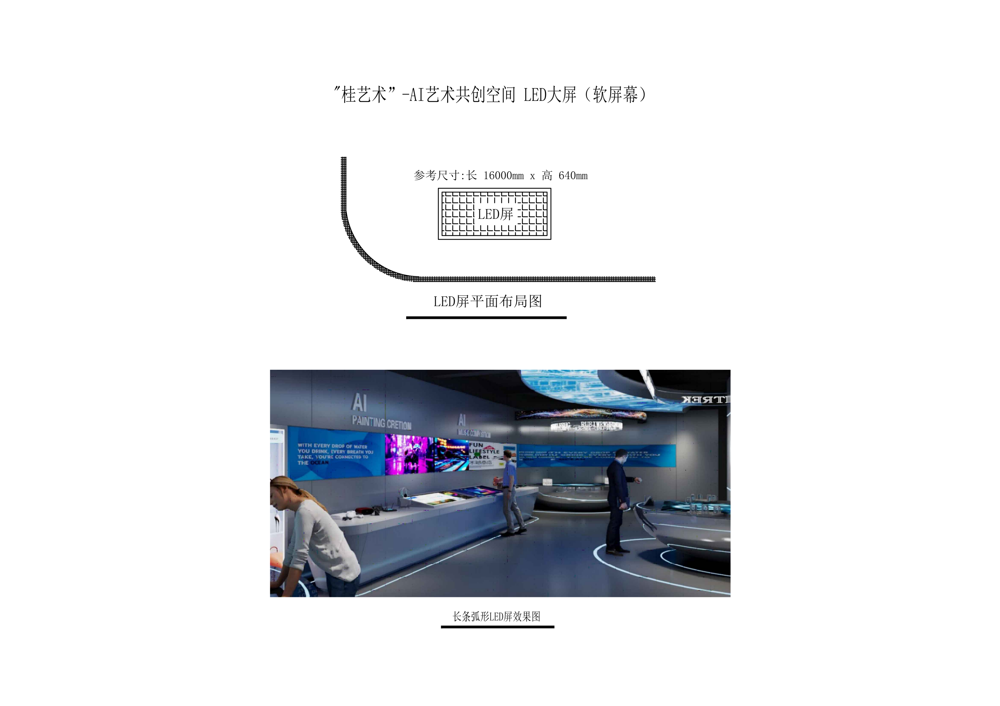 "桂艺术”-AI艺术共创空间 LED大屏（软屏幕）
参考尺寸:长 16000mm x 高 640mm
LED屏
LED屏平面布局图
AI
PAINTING CRETION
AI
WITH EVERY DROP OF WATER
YOU DRINK, EVERY BREATH YOU
TAKE, YOU'RE CONNECTED TO
THE OCEAN
FUN
LIFESTYLE
LABEL
长条弧形LED屏效果图